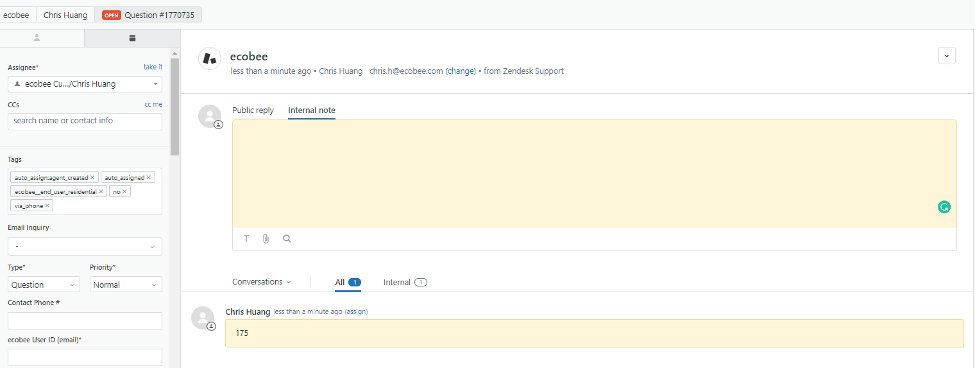 ecobee Chris Huang OPEN Question #1770735
Assignee* take it
ecobee Cu.../Chris Huang
CCs cc me
search name or contact info
Tags
auto_assign:agent_created × auto_assigned ×
ecobee__end_user_residential × no ×
via_phone ×
Email Inquiry
-
Type* Priority*
Question Normal
Contact Phone #
ecobee User ID (email)*
ecobee
less than a minute ago • Chris Huang chris.h@ecobee.com (change) • from Zendesk Support
Public reply Internal note
T
Conversations All 1 Internal 1
Chris Huang less than a minute ago (assign)
175